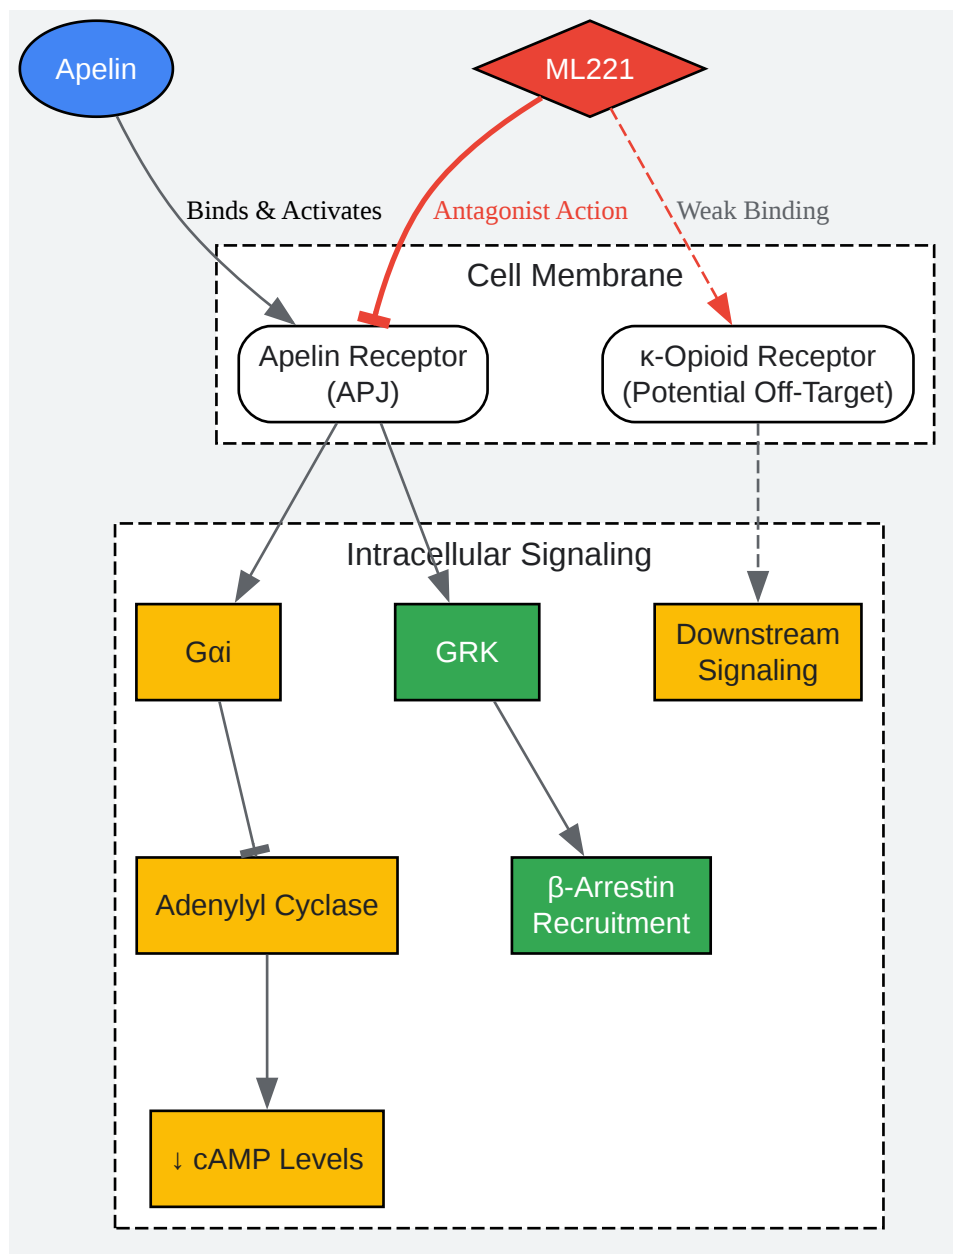 Apelin
ML221
Binds & Activates
Antagonist Action
Weak Binding
Cell Membrane
Apelin Receptor
(APJ)
κ-Opioid Receptor
(Potential Off-Target)
Intracellular Signaling
Gαi
GRK
Downstream
Signaling
Adenylyl Cyclase
β-Arrestin
Recruitment
↓ cAMP Levels